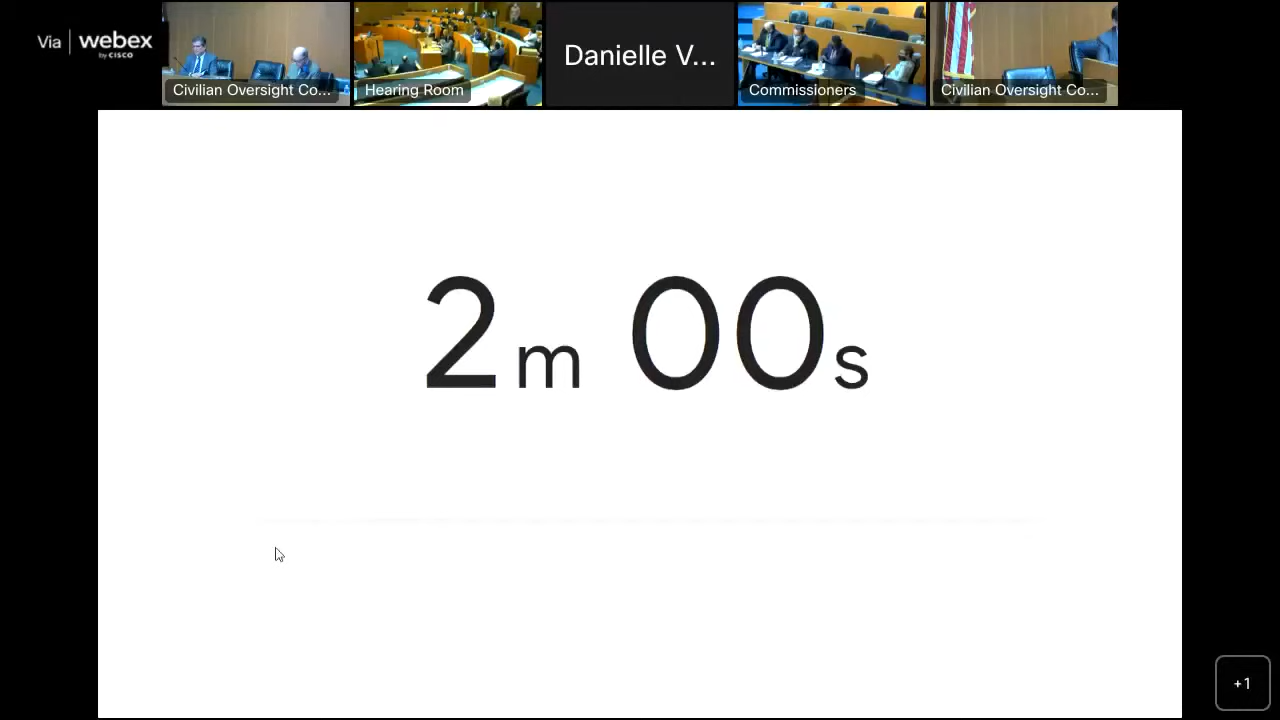 Via webex
by CISCO
Civilian Oversight Co...
Hearing Room
Danielle V...
Commissioners
Civilian Oversight Co...
2m 00s
+1